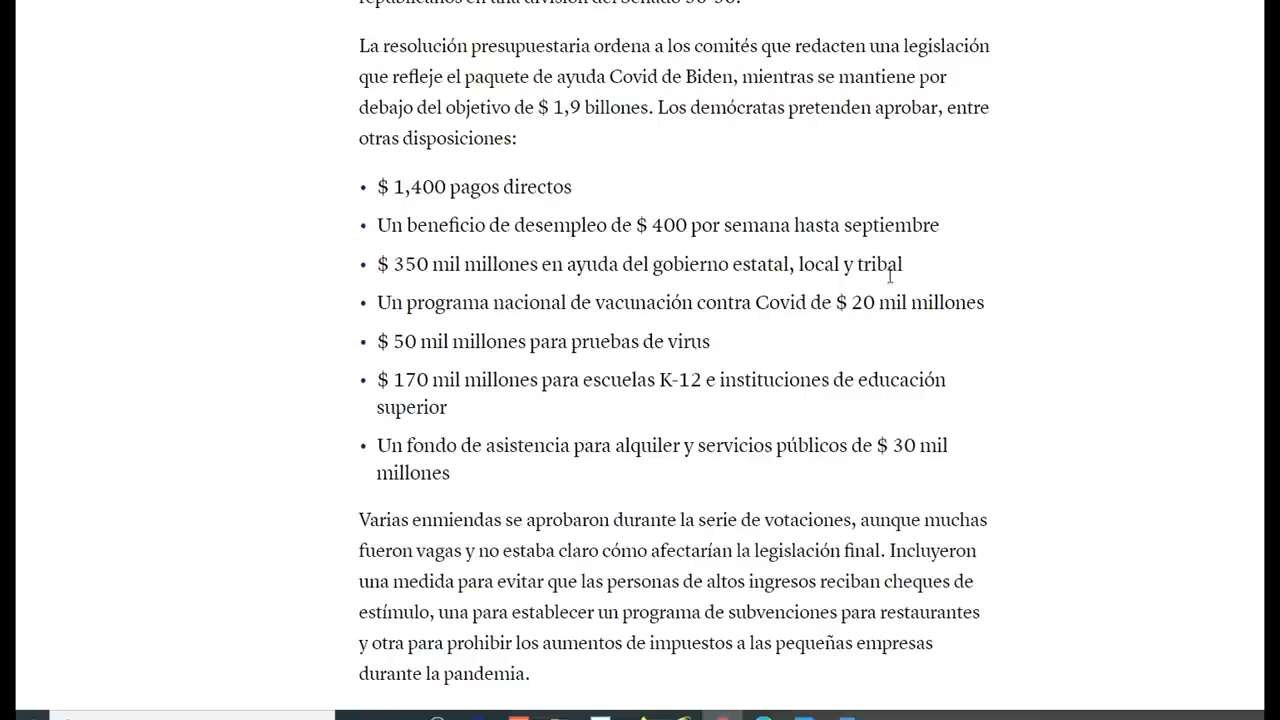 republicanos en una división del Senado 50-50.
La resolución presupuestaria ordena a los comités que redacten una legislación
que refleje el paquete de ayuda Covid de Biden, mientras se mantiene por
debajo del objetivo de $ 1,9 billones. Los demócratas pretenden aprobar, entre
otras disposiciones:
• $ 1,400 pagos directos
• Un beneficio de desempleo de $ 400 por semana hasta septiembre
• $ 350 mil millones en ayuda del gobierno estatal, local y tribal
• Un programa nacional de vacunación contra Covid de $ 20 mil millones
• $ 50 mil millones para pruebas de virus
• $ 170 mil millones para escuelas K-12 e instituciones de educación
superior
• Un fondo de asistencia para alquiler y servicios públicos de $ 30 mil
millones
Varias enmiendas se aprobaron durante la serie de votaciones, aunque muchas
fueron vagas y no estaba claro cómo afectarían la legislación final. Incluyeron
una medida para evitar que las personas de altos ingresos reciban cheques de
estímulo, una para establecer un programa de subvenciones para restaurantes
y otra para prohibir los aumentos de impuestos a las pequeñas empresas
durante la pandemia.